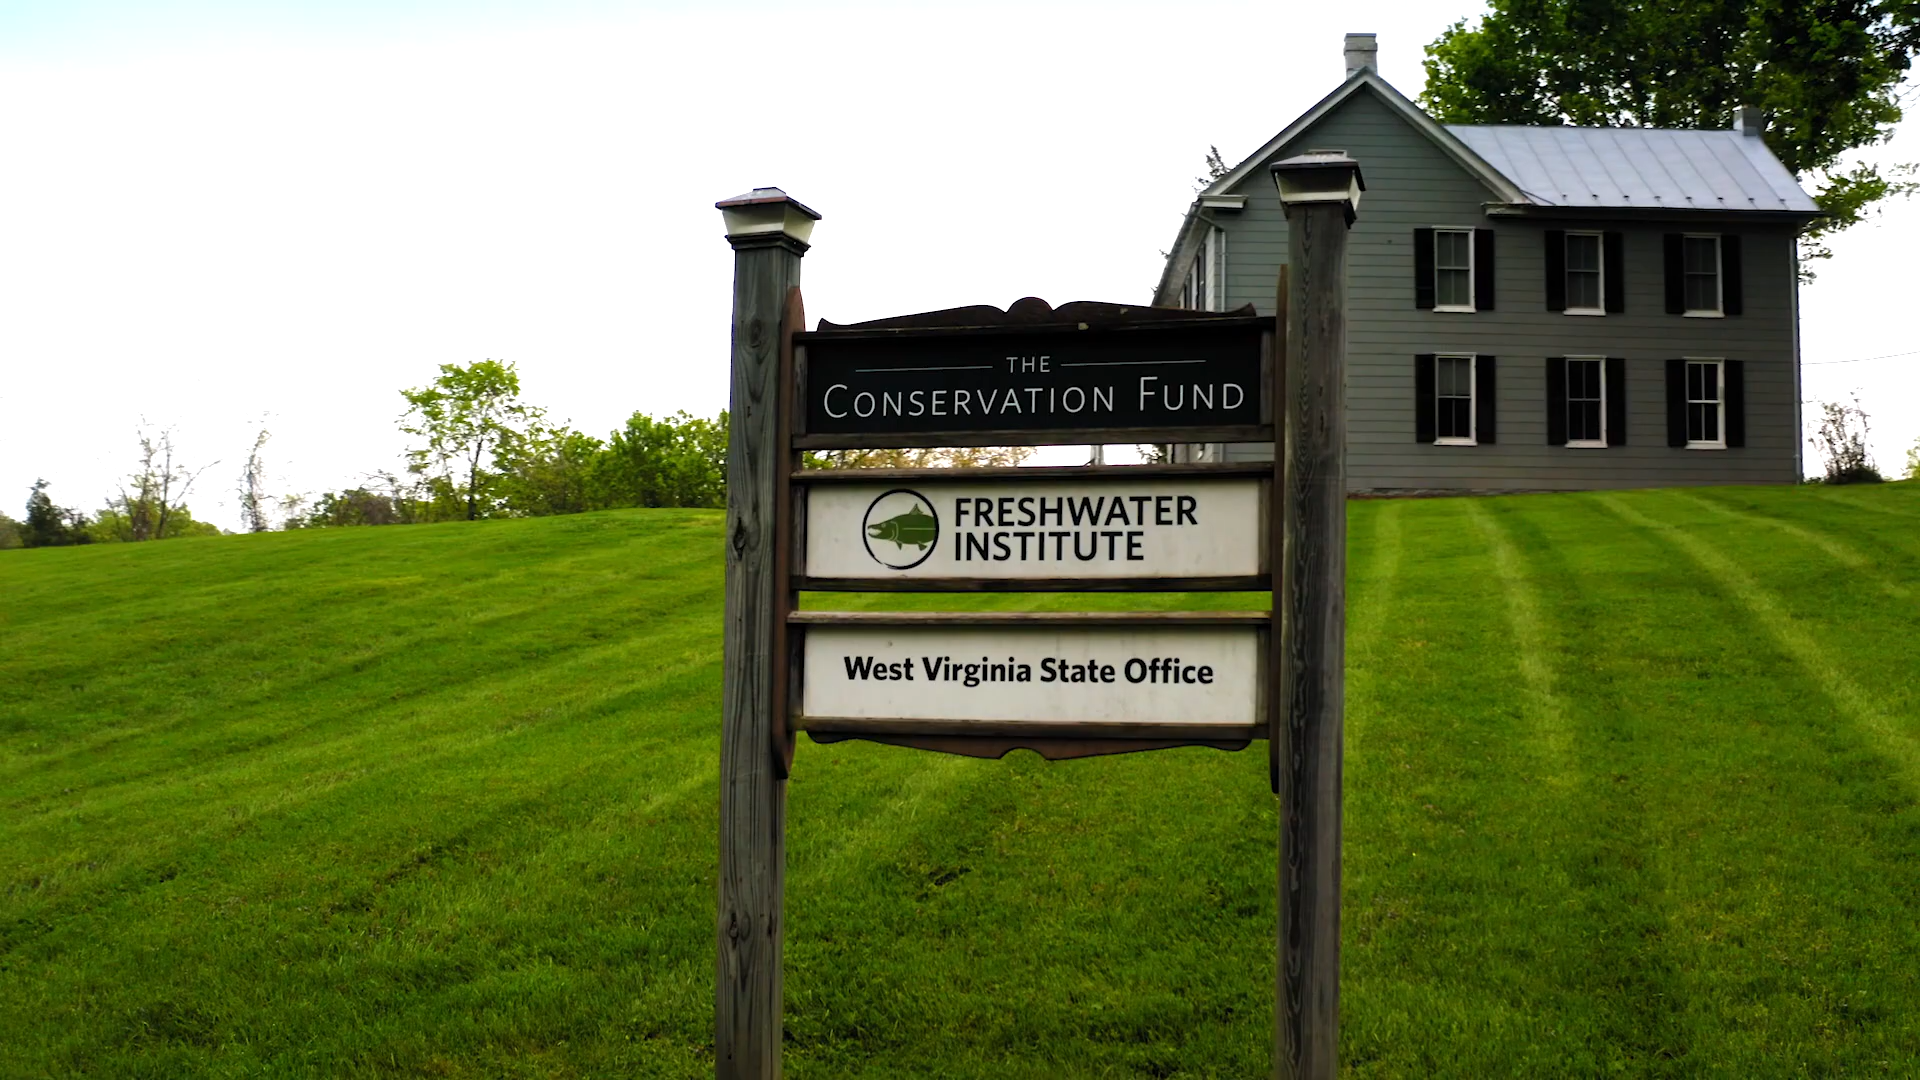 THE
CONSERVATION FUND
FRESHWATER
INSTITUTE
West Virginia State Office